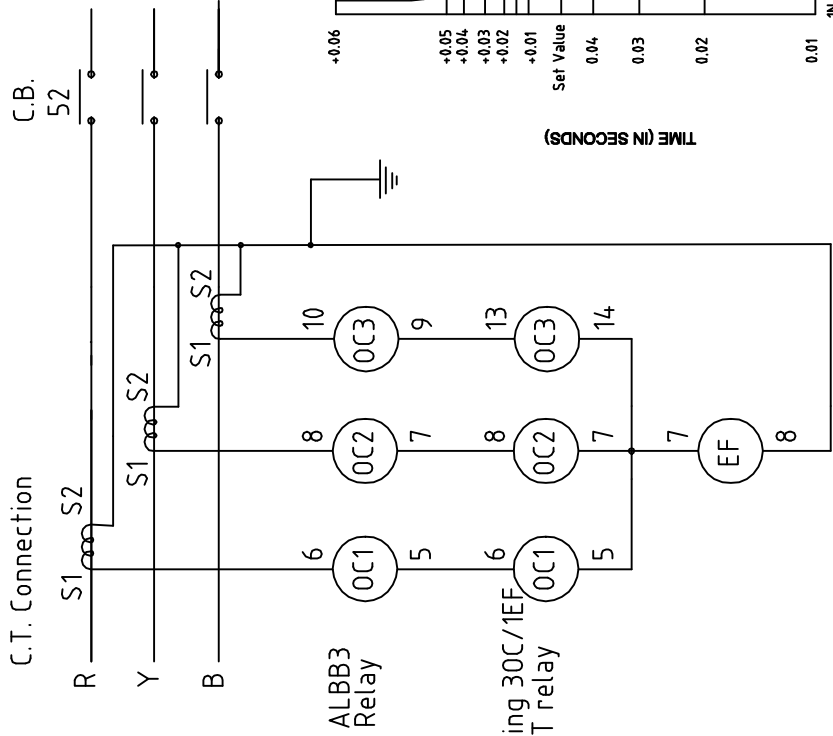 C.T. Connection
C.B.
52
R
S1 S2
Y
S1 S2
B
S1 S2
ALBB3
Relay
6 8 10
OC1 OC2 OC3
5 7 9
ing 3OC/1EF
T relay
6 8 13
OC1 OC2 OC3
5 7 14
7
EF
8
TIME (IN SECONDS)
+0.06
+0.05
+0.04
+0.03
+0.02
+0.01
Set Value
0.04
0.03
0.02
0.01
1N